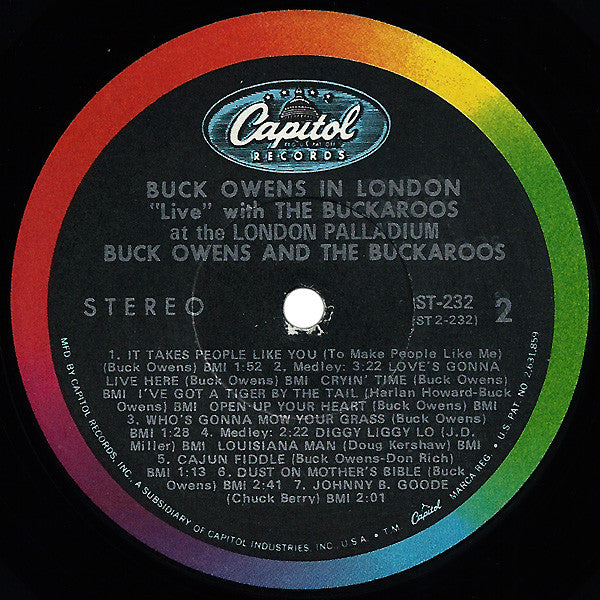 Capitol
RECORDS
BUCK OWENS IN LONDON
"Live" with THE BUCKAROOS
at the LONDON PALLADIUM
BUCK OWENS AND THE BUCKAROOS
STEREO
ST-232
2
(ST 2-232)
1. IT TAKES PEOPLE LIKE YOU (To Make People Like Me)
(Buck Owens) BMI 1:52 2. Medley: 3:22 LOVE'S GONNA
LIVE HERE (Buck Owens) BMI CRYIN' TIME (Buck Owens)
BMI I'VE GOT A TIGER BY THE TAIL (Harlan Howard-Buck
Owens) BMI OPEN UP YOUR HEART (Buck Owens) BMI
3. WHO'S GONNA MOW YOUR GRASS (Buck Owens)
BMI 1:28 4. Medley: 2:22 DIGGY LIGGY LO (J.D.
Miller) BMI LOUISIANA MAN (Doug Kershaw) BMI
5. CAJUN FIDDLE (Buck Owens-Don Rich)
BMI 1:13 6. DUST ON MOTHER'S BIBLE (Buck
Owens) BMI 2:41 7. JOHNNY B. GOODE
(Chuck Berry) BMI 2:01
MFD. BY CAPITOL RECORDS, INC. A SUBSIDIARY OF CAPITOL INDUSTRIES, INC., U.S.A. • T.M. Capitol MARCA REG. • U.S. PAT. NO. 2,631,859